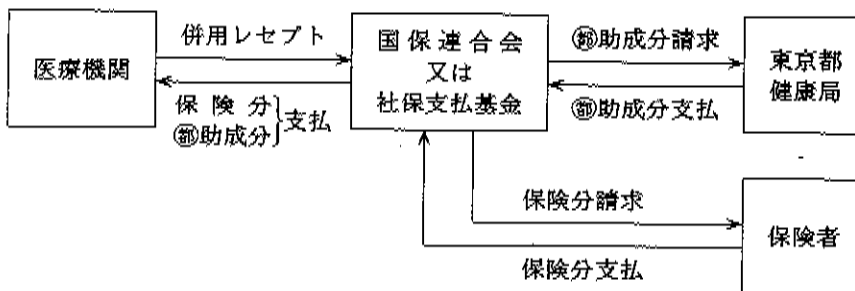 医療機関
併用レセプト
保険分
㊞助成分
}支払
国保連合会
又は
社保支払基金
都助成分請求
都助成分支払
東京都
健康局
保険分請求
保険分支払
保険者